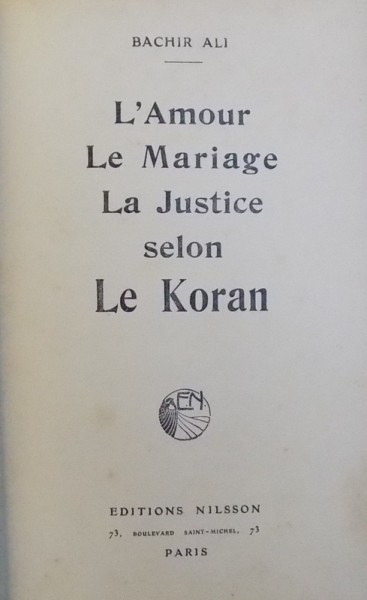 BACHIR ALI
L'Amour
Le Mariage
La Justice
selon
Le Koran
EN
EDITIONS NILSSON
73, BOULEVARD SAINT-MICHEL, 73
PARIS